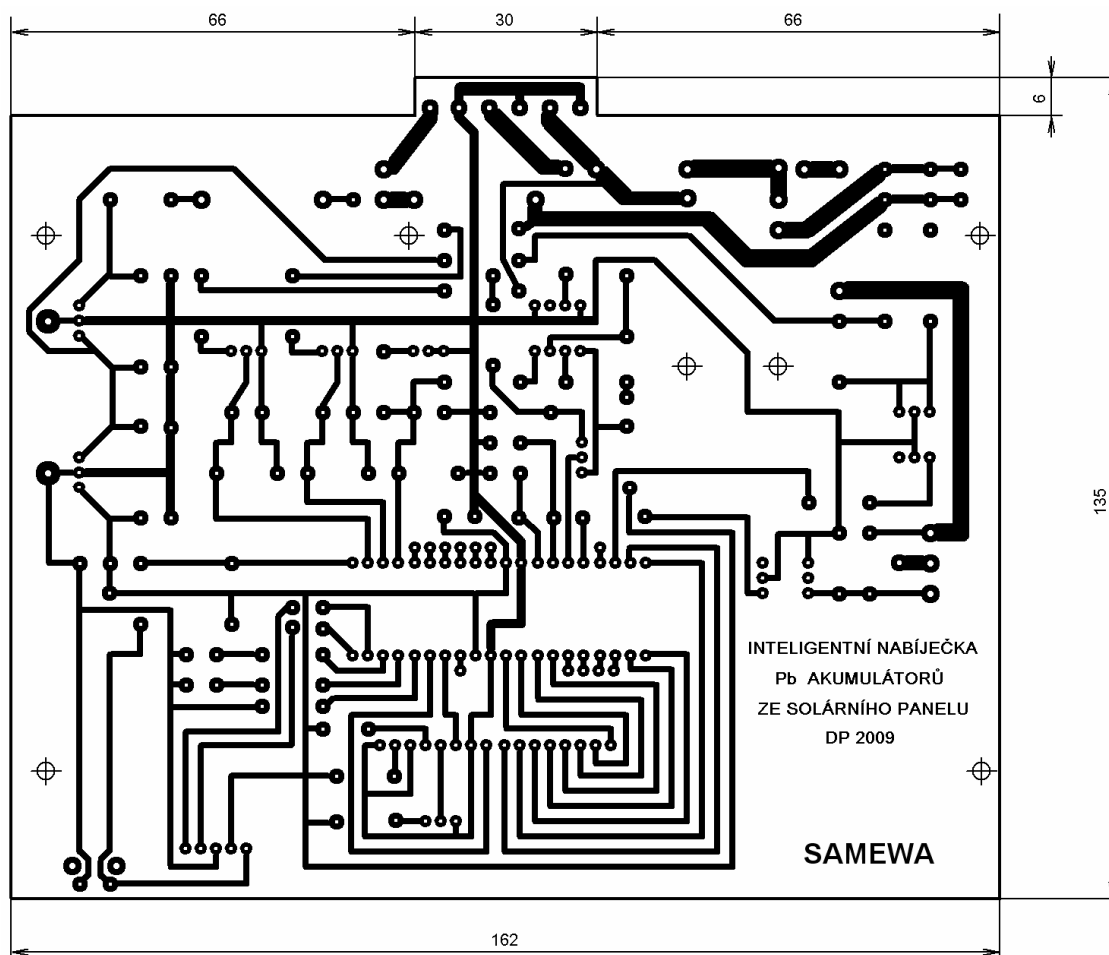 66
30
66
6
135
INTELIGENTNÍ NABÍJEČKA
Pb AKUMULÁTORŮ
ZE SOLÁRNÍHO PANELU
DP 2009
SAMEWA
162